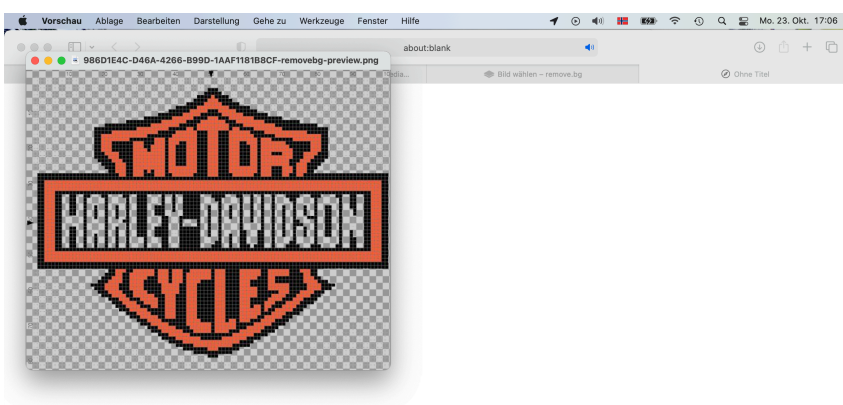 Vorschau Ablage Bearbeiten Darstellung Gehe zu Werkzeuge Fenster Hilfe Mo. 23. Okt. 17:06
about:blank
986D1E4C-D46A-4266-B99D-1AAF1181B8CF-removebg-preview.png
Bild wählen – remove.bg
Ohne Titel
MOTOR
HARLEY-DAVIDSON
CYCLES